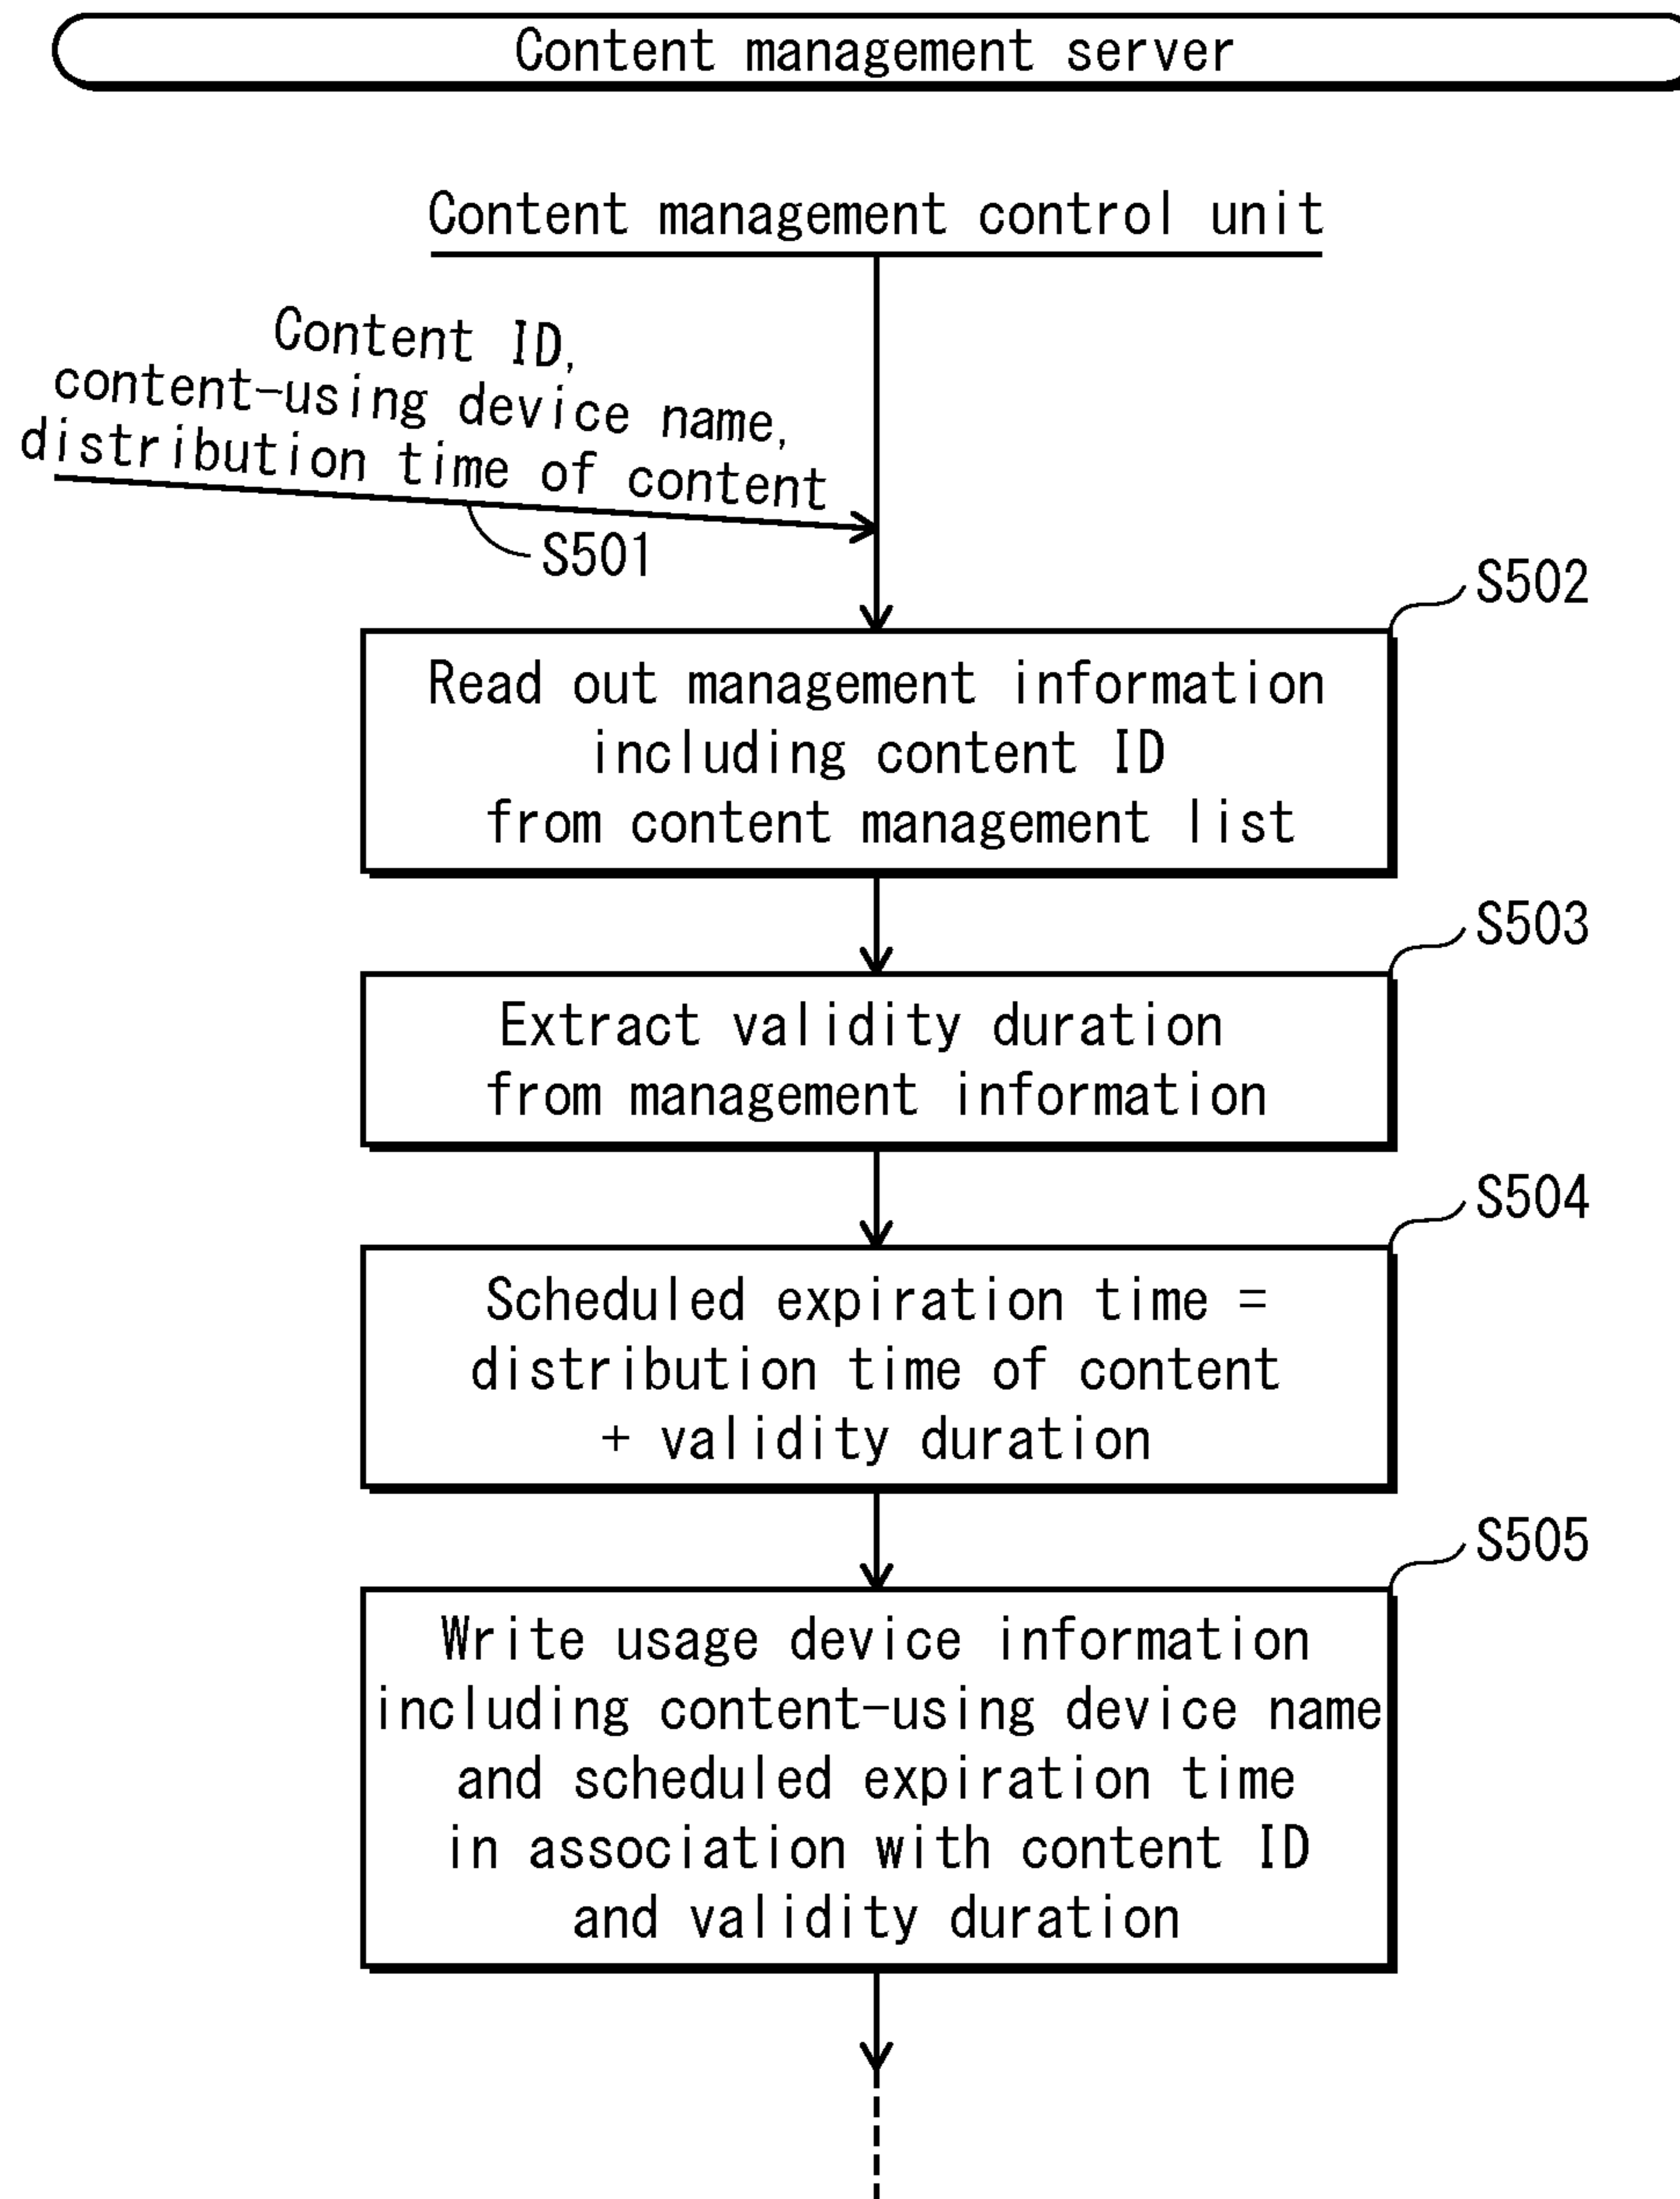 Content management server
Content management control unit
Content ID,
content-using device name,
distribution time of content
S501
S502
Read out management information
including content ID
from content management list
S503
Extract validity duration
from management information
S504
Scheduled expiration time =
distribution time of content
+ validity duration
S505
Write usage device information
including content-using device name
and scheduled expiration time
in association with content ID
and validity duration